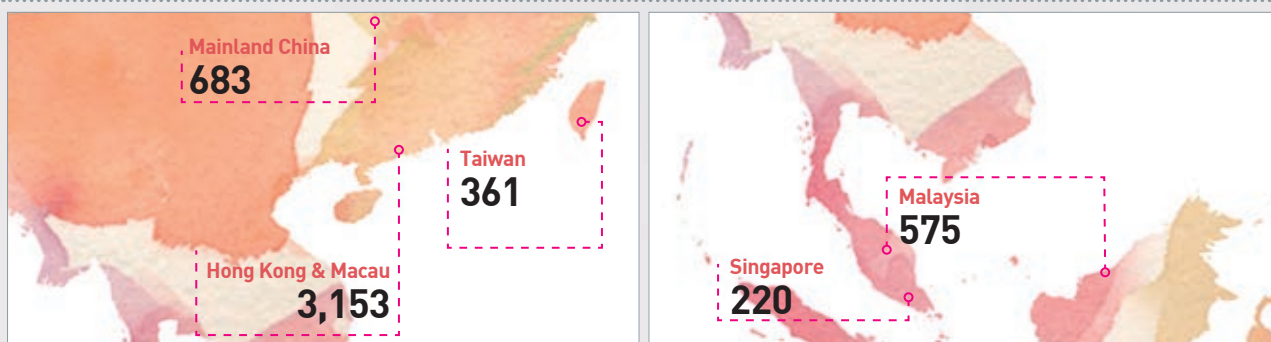 Mainland China
683
Taiwan
361
Hong Kong & Macau
3,153
Malaysia
575
Singapore
220